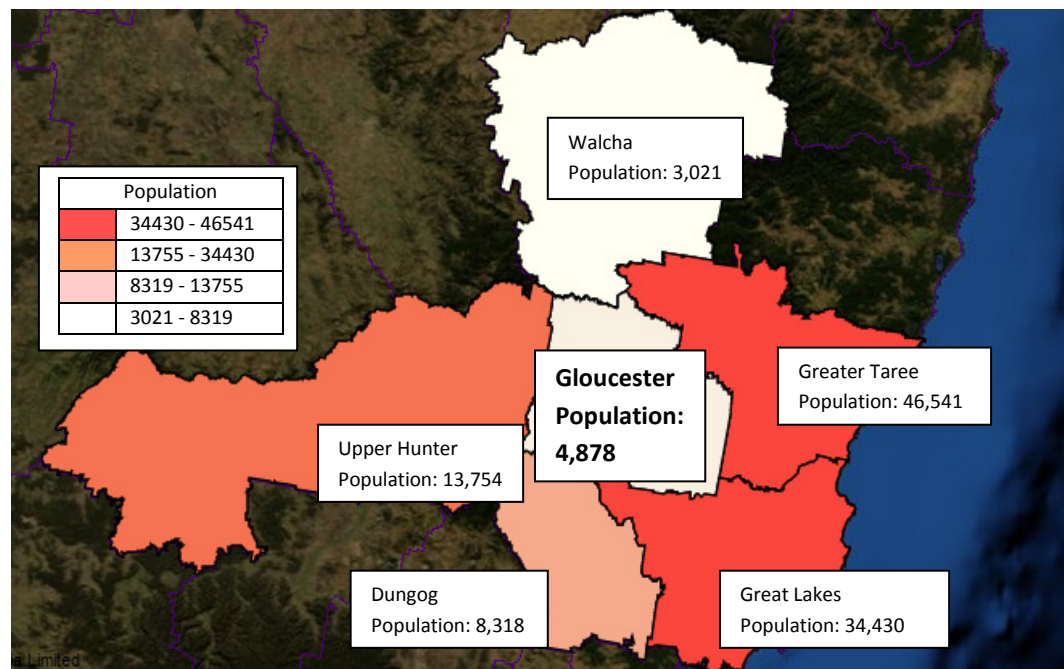 Walcha
Population: 3,021
Population
34430 - 46541
13755 - 34430
8319 - 13755
3021 - 8319
Gloucester
Population:
4,878
Greater Taree
Population: 46,541
Upper Hunter
Population: 13,754
Dungog
Population: 8,318
Great Lakes
Population: 34,430
Limited